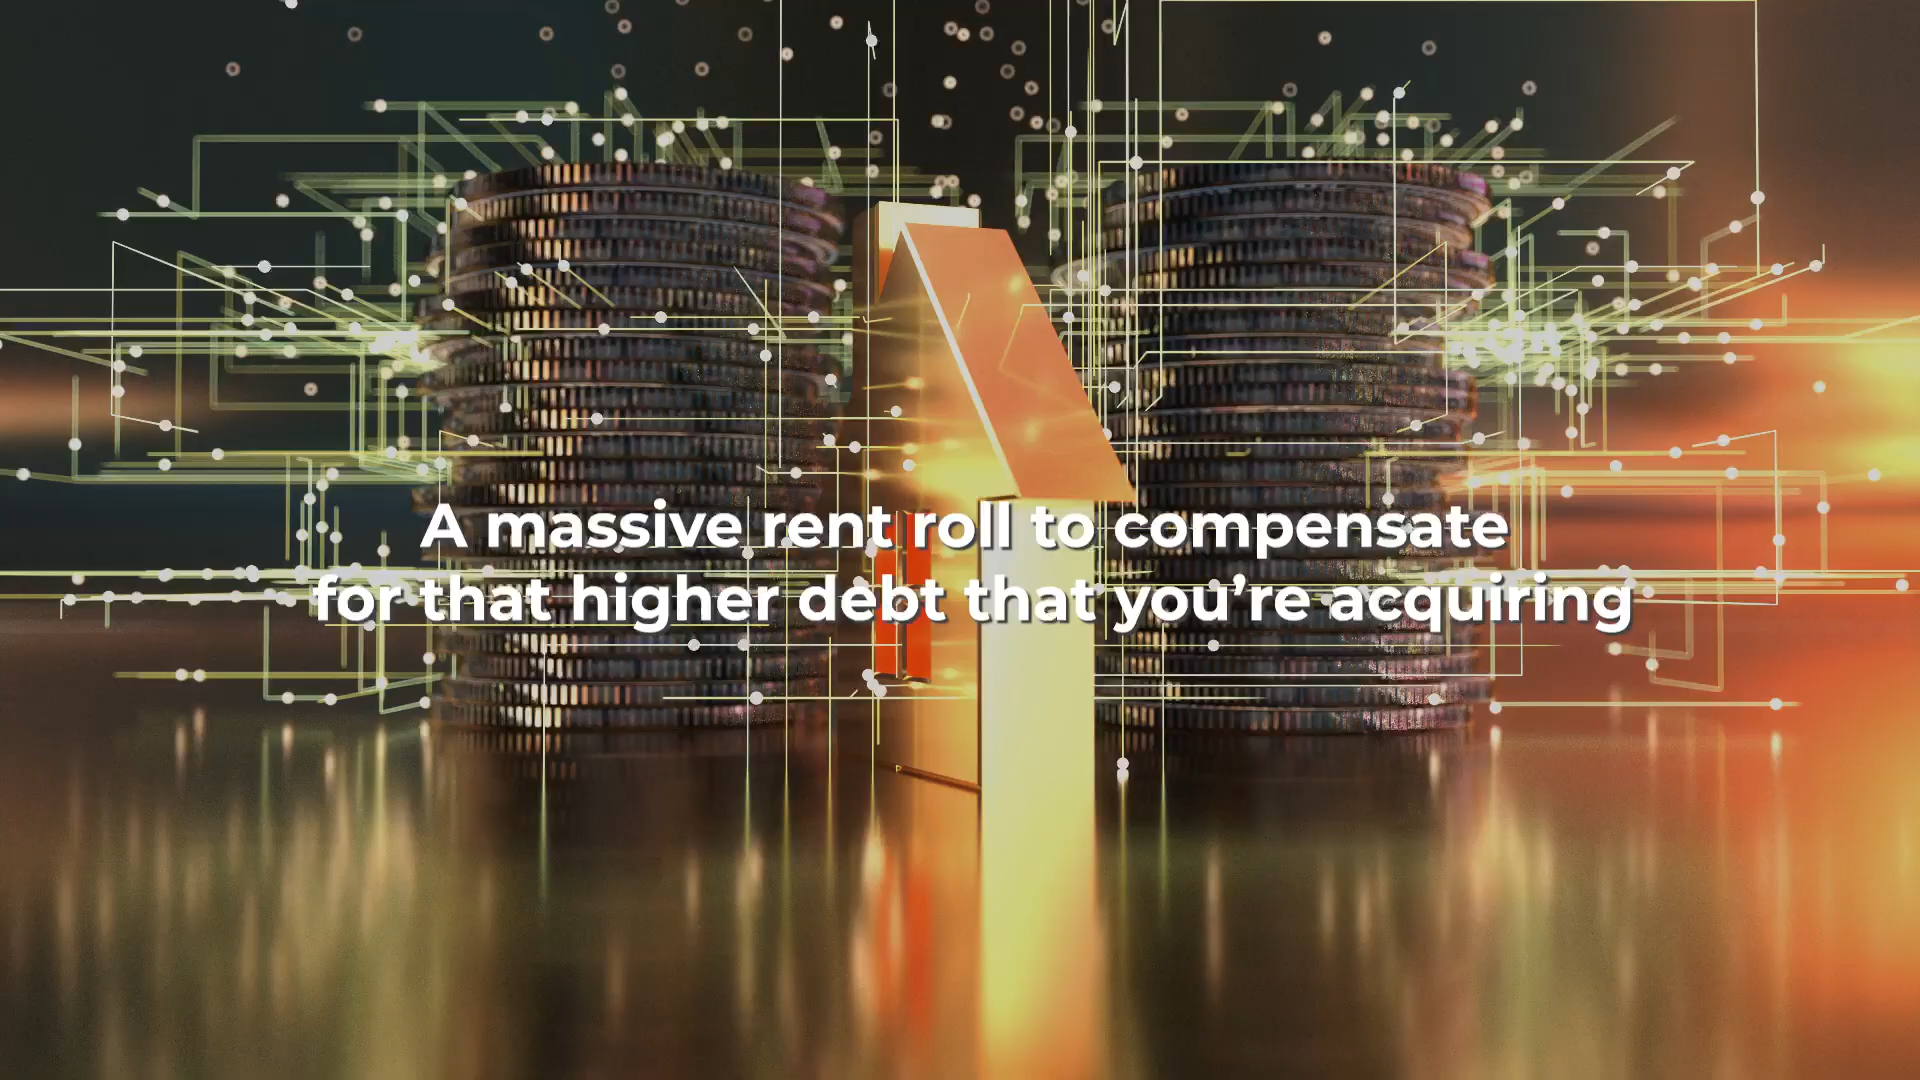 A massive rent roll to compensate
for that higher debt that you’re acquiring